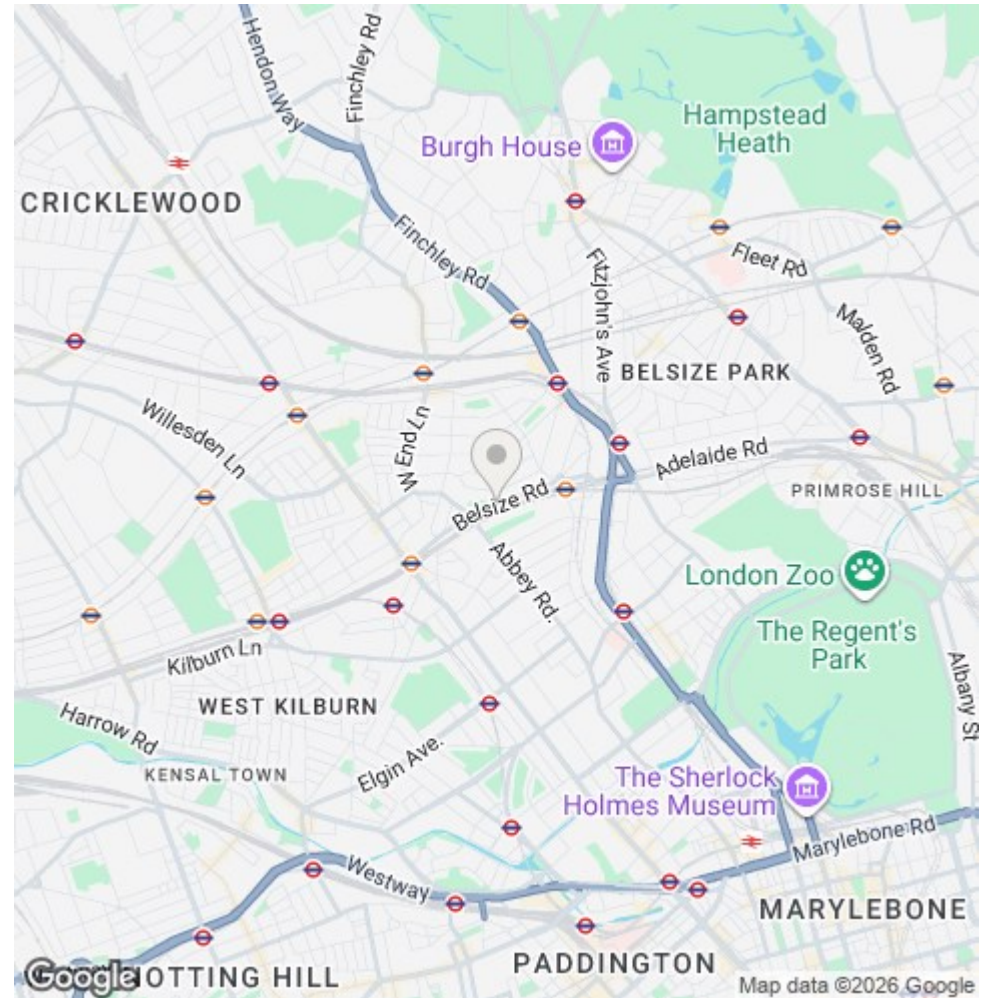 Hendon Way
Finchley Rd
Burgh House
Hampstead
Heath
CRICKLEWOOD
Finchley Rd
Fitzjohn's Ave
Fleet Rd
Malden Rd
BELSIZE PARK
Willesden Ln
W End Ln
Adelaide Rd
Belsize Rd
PRIMROSE HILL
Abbey Rd.
London Zoo
The Regent's
Park
Kilburn Ln
Albany St
WEST KILBURN
Harrow Rd
Elgin Ave.
KENSAL TOWN
The Sherlock
Holmes Museum
Marylebone Rd
Westway
MARYLEBONE
PADDINGTON
NOTTING HILL
Google
Map data ©2026 Google